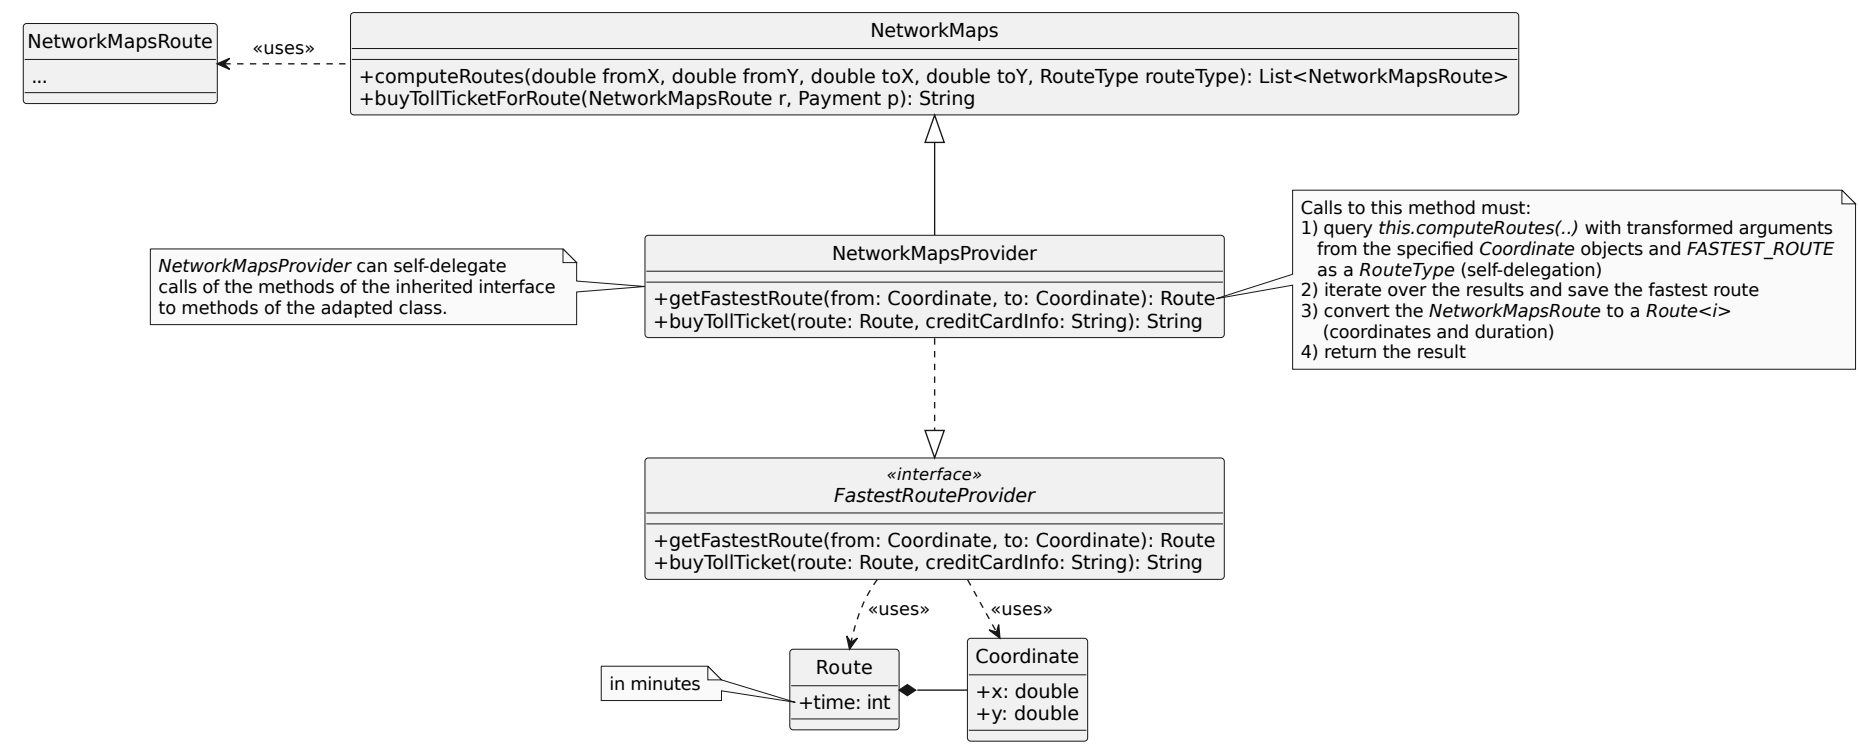 NetworkMapsRoute
...
«uses»
NetworkMaps
+computeRoutes(double fromX, double fromY, double toX, double toY, RouteType routeType): List<NetworkMapsRoute>
+buyTollTicketForRoute(NetworkMapsRoute r, Payment p): String
NetworkMapsProvider can self-delegate
calls of the methods of the inherited interface
to methods of the adapted class.
NetworkMapsProvider
+getFastestRoute(from: Coordinate, to: Coordinate): Route
+buyTollTicket(route: Route, creditCardInfo: String): String
Calls to this method must:
1) query this.computeRoutes(..) with transformed arguments
from the specified Coordinate objects and FASTEST_ROUTE
as a RouteType (self-delegation)
2) iterate over the results and save the fastest route
3) convert the NetworkMapsRoute to a Route<i>
(coordinates and duration)
4) return the result
«interface»
FastestRouteProvider
+getFastestRoute(from: Coordinate, to: Coordinate): Route
+buyTollTicket(route: Route, creditCardInfo: String): String
«uses»
«uses»
in minutes
Route
+time: int
Coordinate
+x: double
+y: double